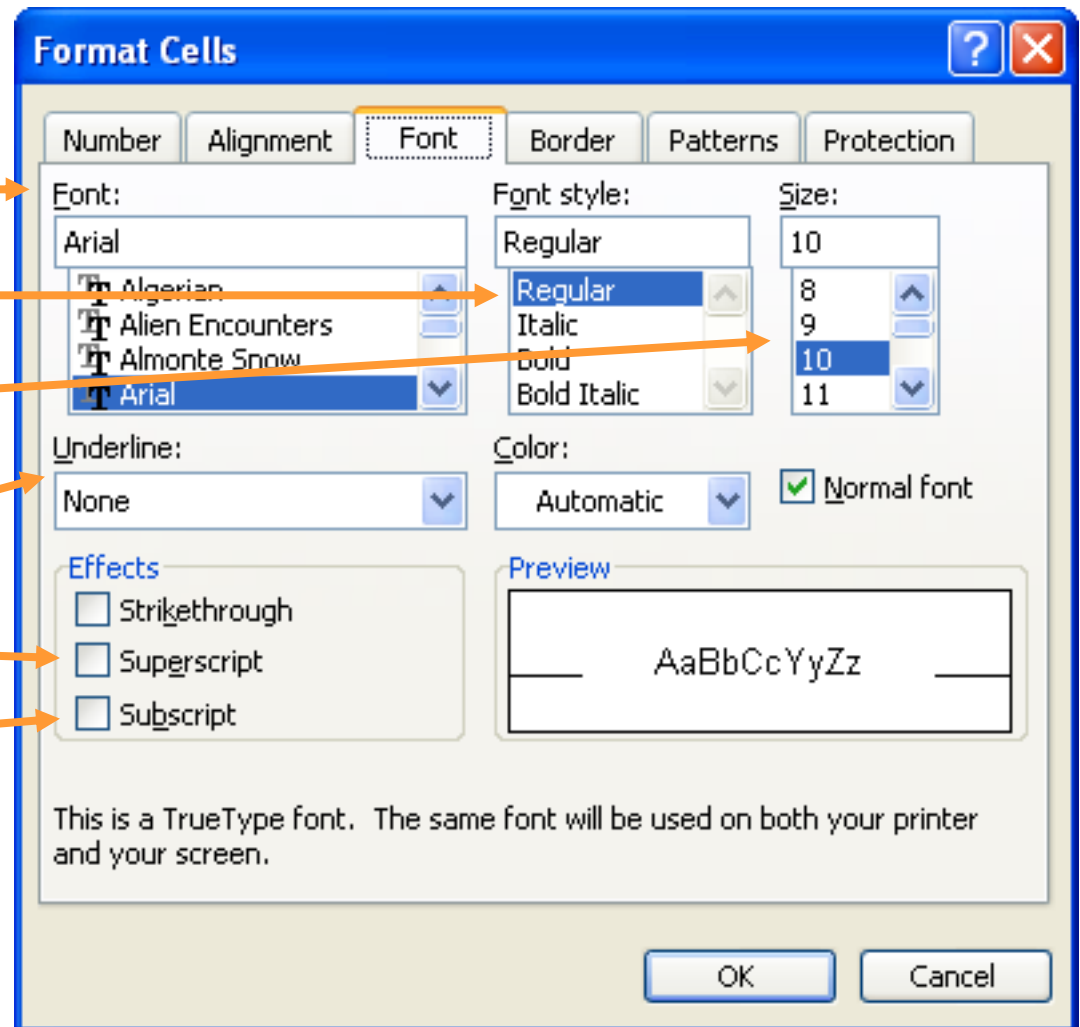 Format Cells
Number Alignment Font Border Patterns Protection
Font: Font style: Size:
Arial Regular 10
Algerian Regular 8
Alien Encounters Italic 9
Almonte Snow Bold 10
Arial Bold Italic 11
Underline: Color:
None Automatic Normal font
Effects Preview
Strikethrough
Superscript AaBbCcYyZz
Subscript
This is a TrueType font. The same font will be used on both your printer
and your screen.
OK Cancel